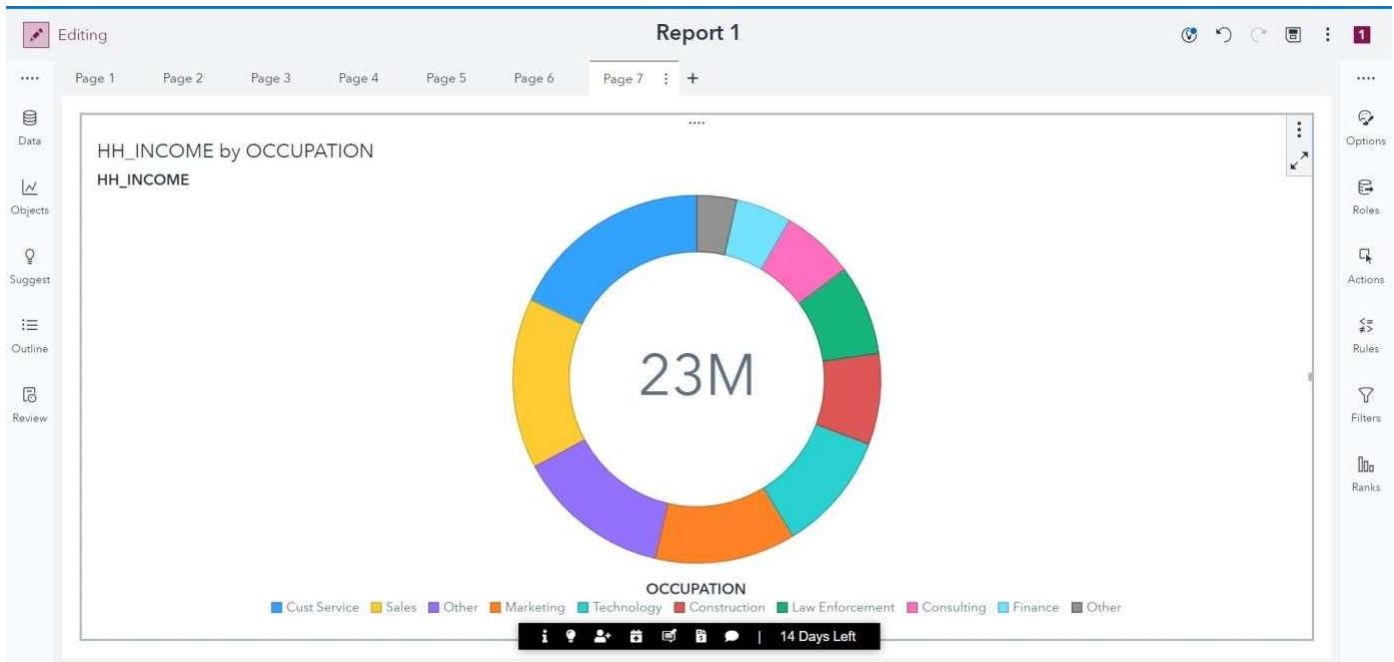 Editing
Report 1
1
Page 1 Page 2 Page 3 Page 4 Page 5 Page 6 Page 7
Data
Objects
Suggest
Outline
Review
HH_INCOME by OCCUPATION
HH_INCOME
23M
OCCUPATION
Cust Service Sales Other Marketing Technology Construction Law Enforcement Consulting Finance Other
14 Days Left
Options
Roles
Actions
Rules
Filters
Ranks